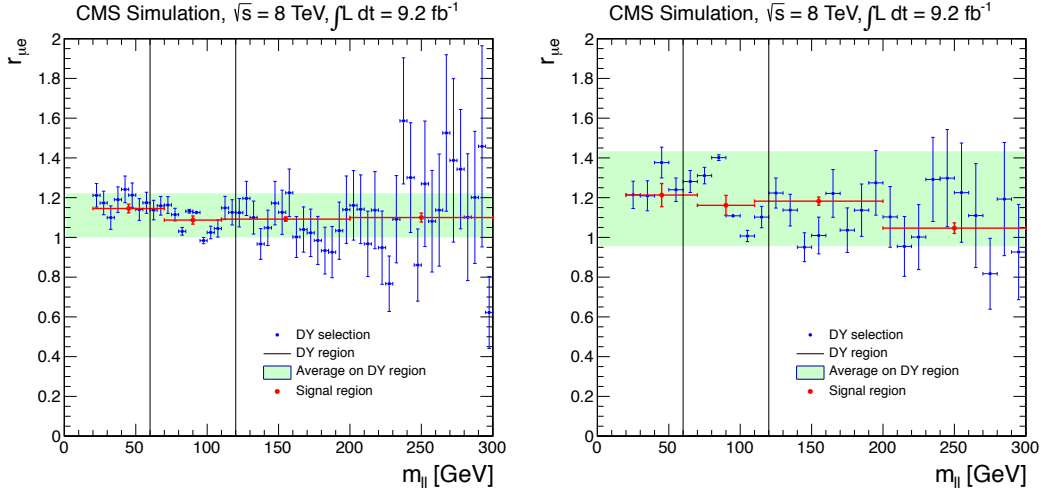 CMS Simulation, √s = 8 TeV, ∫L dt = 9.2 fb⁻¹
r_μe
2
1.8
1.6
1.4
1.2
1
0.8
0.6
0.4
0.2
0
DY selection
DY region
Average on DY region
Signal region
0 50 100 150 200 250 300
m_ll [GeV]
CMS Simulation, √s = 8 TeV, ∫L dt = 9.2 fb⁻¹
r_μe
2
1.8
1.6
1.4
1.2
1
0.8
0.6
0.4
0.2
0
DY selection
DY region
Average on DY region
Signal region
0 50 100 150 200 250 300
m_ll [GeV]